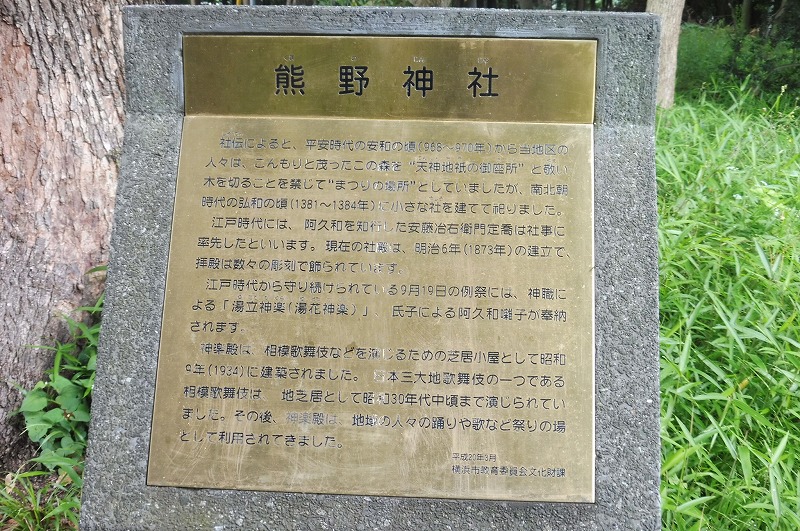 熊野神社
社伝によると、平安時代の安和の頃(968~970年)から当地区の
人々は、こんもりと茂ったこの森を“天神地祇の御座所”と敬い
木を切ることを禁じて“まつりの場所”としていましたが、南北朝
時代の弘和の頃(1381~1384年)に小さな社を建てて祀りました。
江戸時代には、阿久和を知行した安藤治右衛門定喬は社事に
率先したといいます。現在の社殿は、明治6年(1873年)の建立で、
拝殿は数々の彫刻で飾られています。
江戸時代から守り続けられている9月19日の例祭には、神職に
よる「湯立神楽(湯花神楽)」、氏子による阿久和囃子が奉納
されます。
神楽殿は、相模歌舞伎などを演じるための芝居小屋として昭和
9年(1934)に建築されました。日本三大地歌舞伎の一つである
相模歌舞伎は、地芝居として昭和30年代中頃まで演じられてい
ました。その後、神楽殿は、地域の人々の踊りや歌など祭りの場
として利用されてきました。
平成20年3月
横浜市教育委員会文化財課